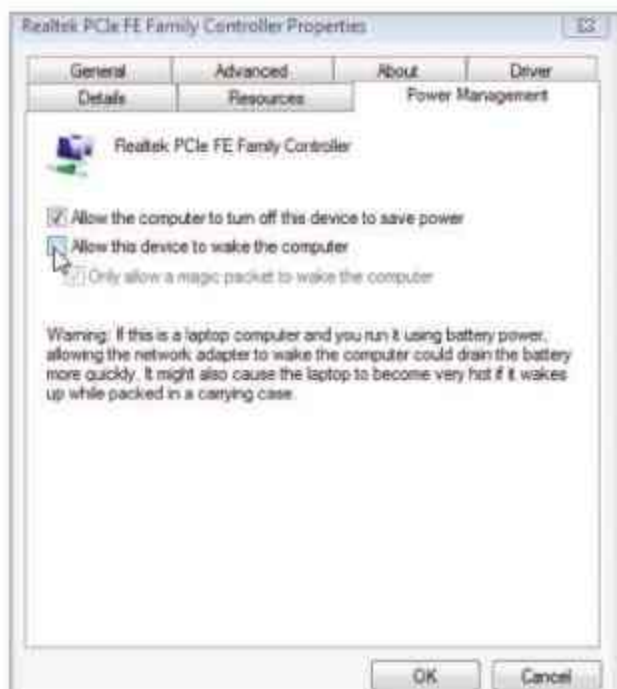 Realtek PCIe FE Family Controller Properties
General Advanced About Driver
Details Resources Power Management
Realtek PCIe FE Family Controller
Allow the computer to turn off this device to save power
Allow this device to wake the computer
Only allow a magic packet to wake the computer
Warning: If this is a laptop computer and you run it using battery power,
allowing the network adapter to wake the computer could drain the battery
more quickly. It might also cause the laptop to become very hot if it wakes
up while packed in a carrying case.
OK Cancel